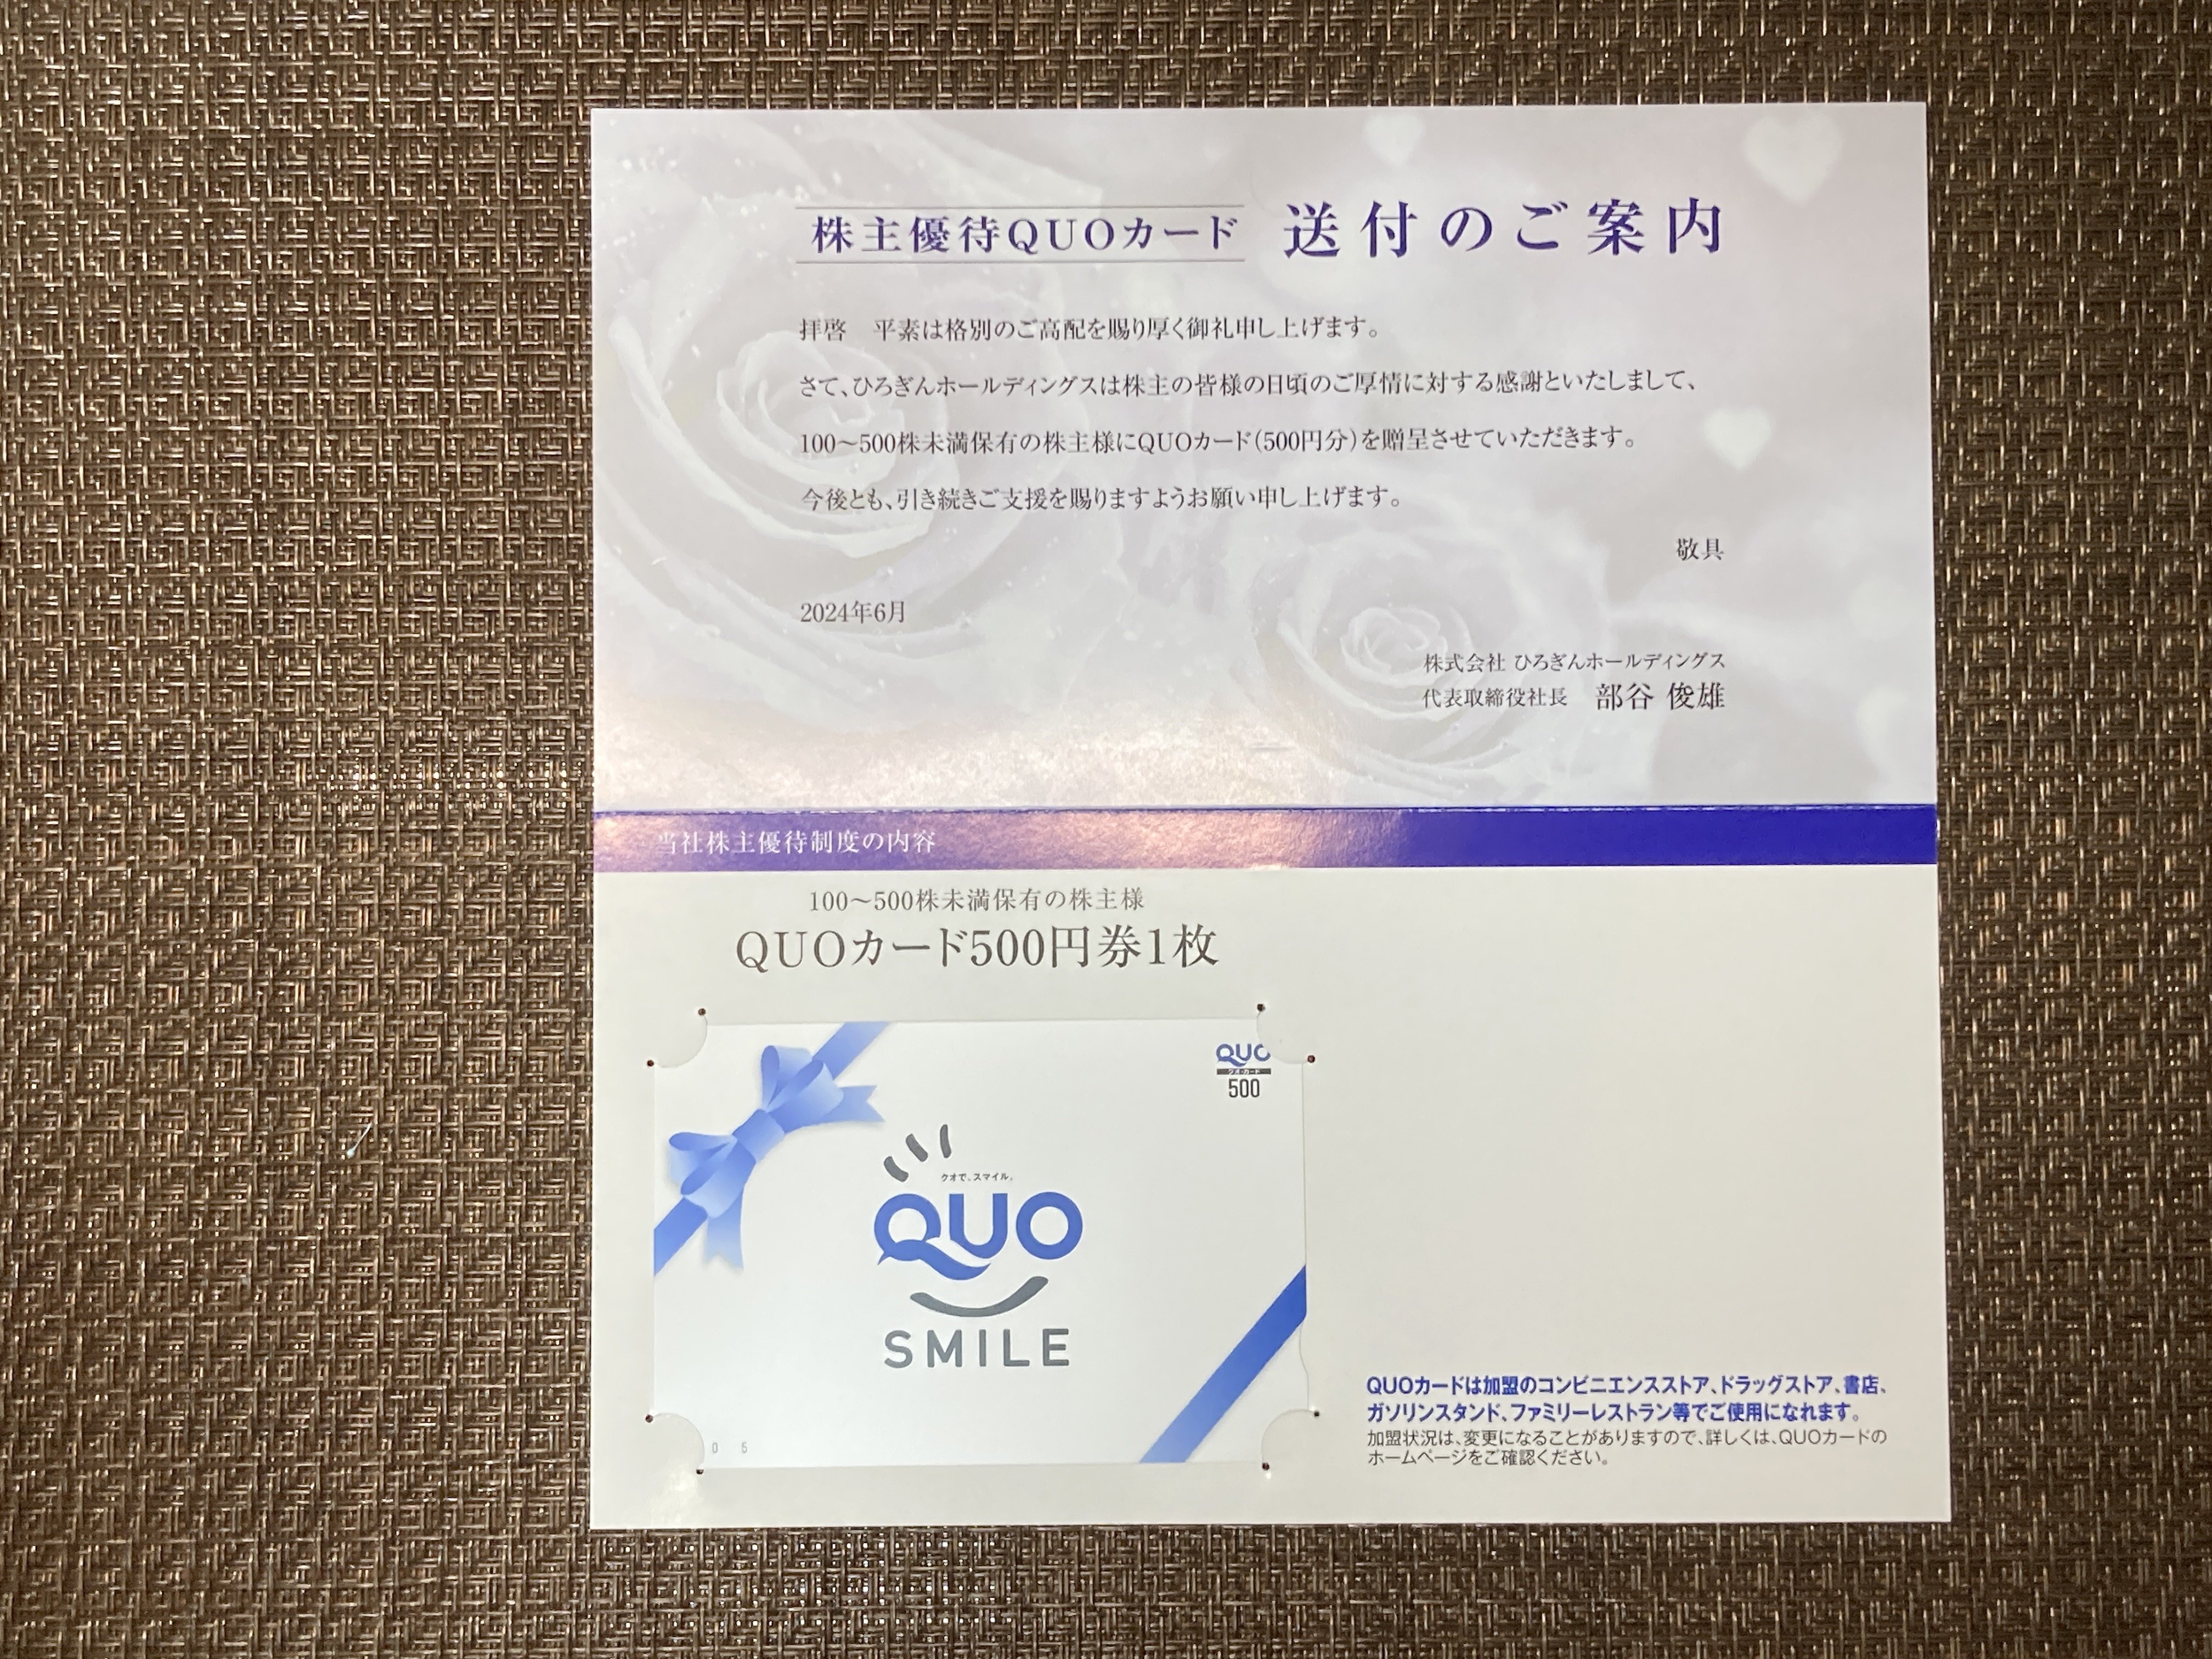 株主優待QUOカード 送付のご案内
拝啓　平素は格別のご高配を賜り厚く御礼申し上げます。
さて、ひろぎんホールディングスは株主の皆様の日頃のご厚情に対する感謝といたしまして、
100〜500株未満保有の株主様にQUOカード(500円分)を贈呈させていただきます。
今後とも、引き続きご支援を賜りますようお願い申し上げます。
敬具
2024年6月
株式会社 ひろぎんホールディングス
代表取締役社長　部谷 俊雄
当社株主優待制度の内容
100〜500株未満保有の株主様
QUOカード500円券1枚
QUO
クオ・カード
500
クオで、スマイル。
QUO
SMILE
0 5
QUOカードは加盟のコンビニエンスストア、ドラッグストア、書店、
ガソリンスタンド、ファミリーレストラン等でご使用になれます。
加盟状況は、変更になることがありますので、詳しくは、QUOカードの
ホームページをご確認ください。